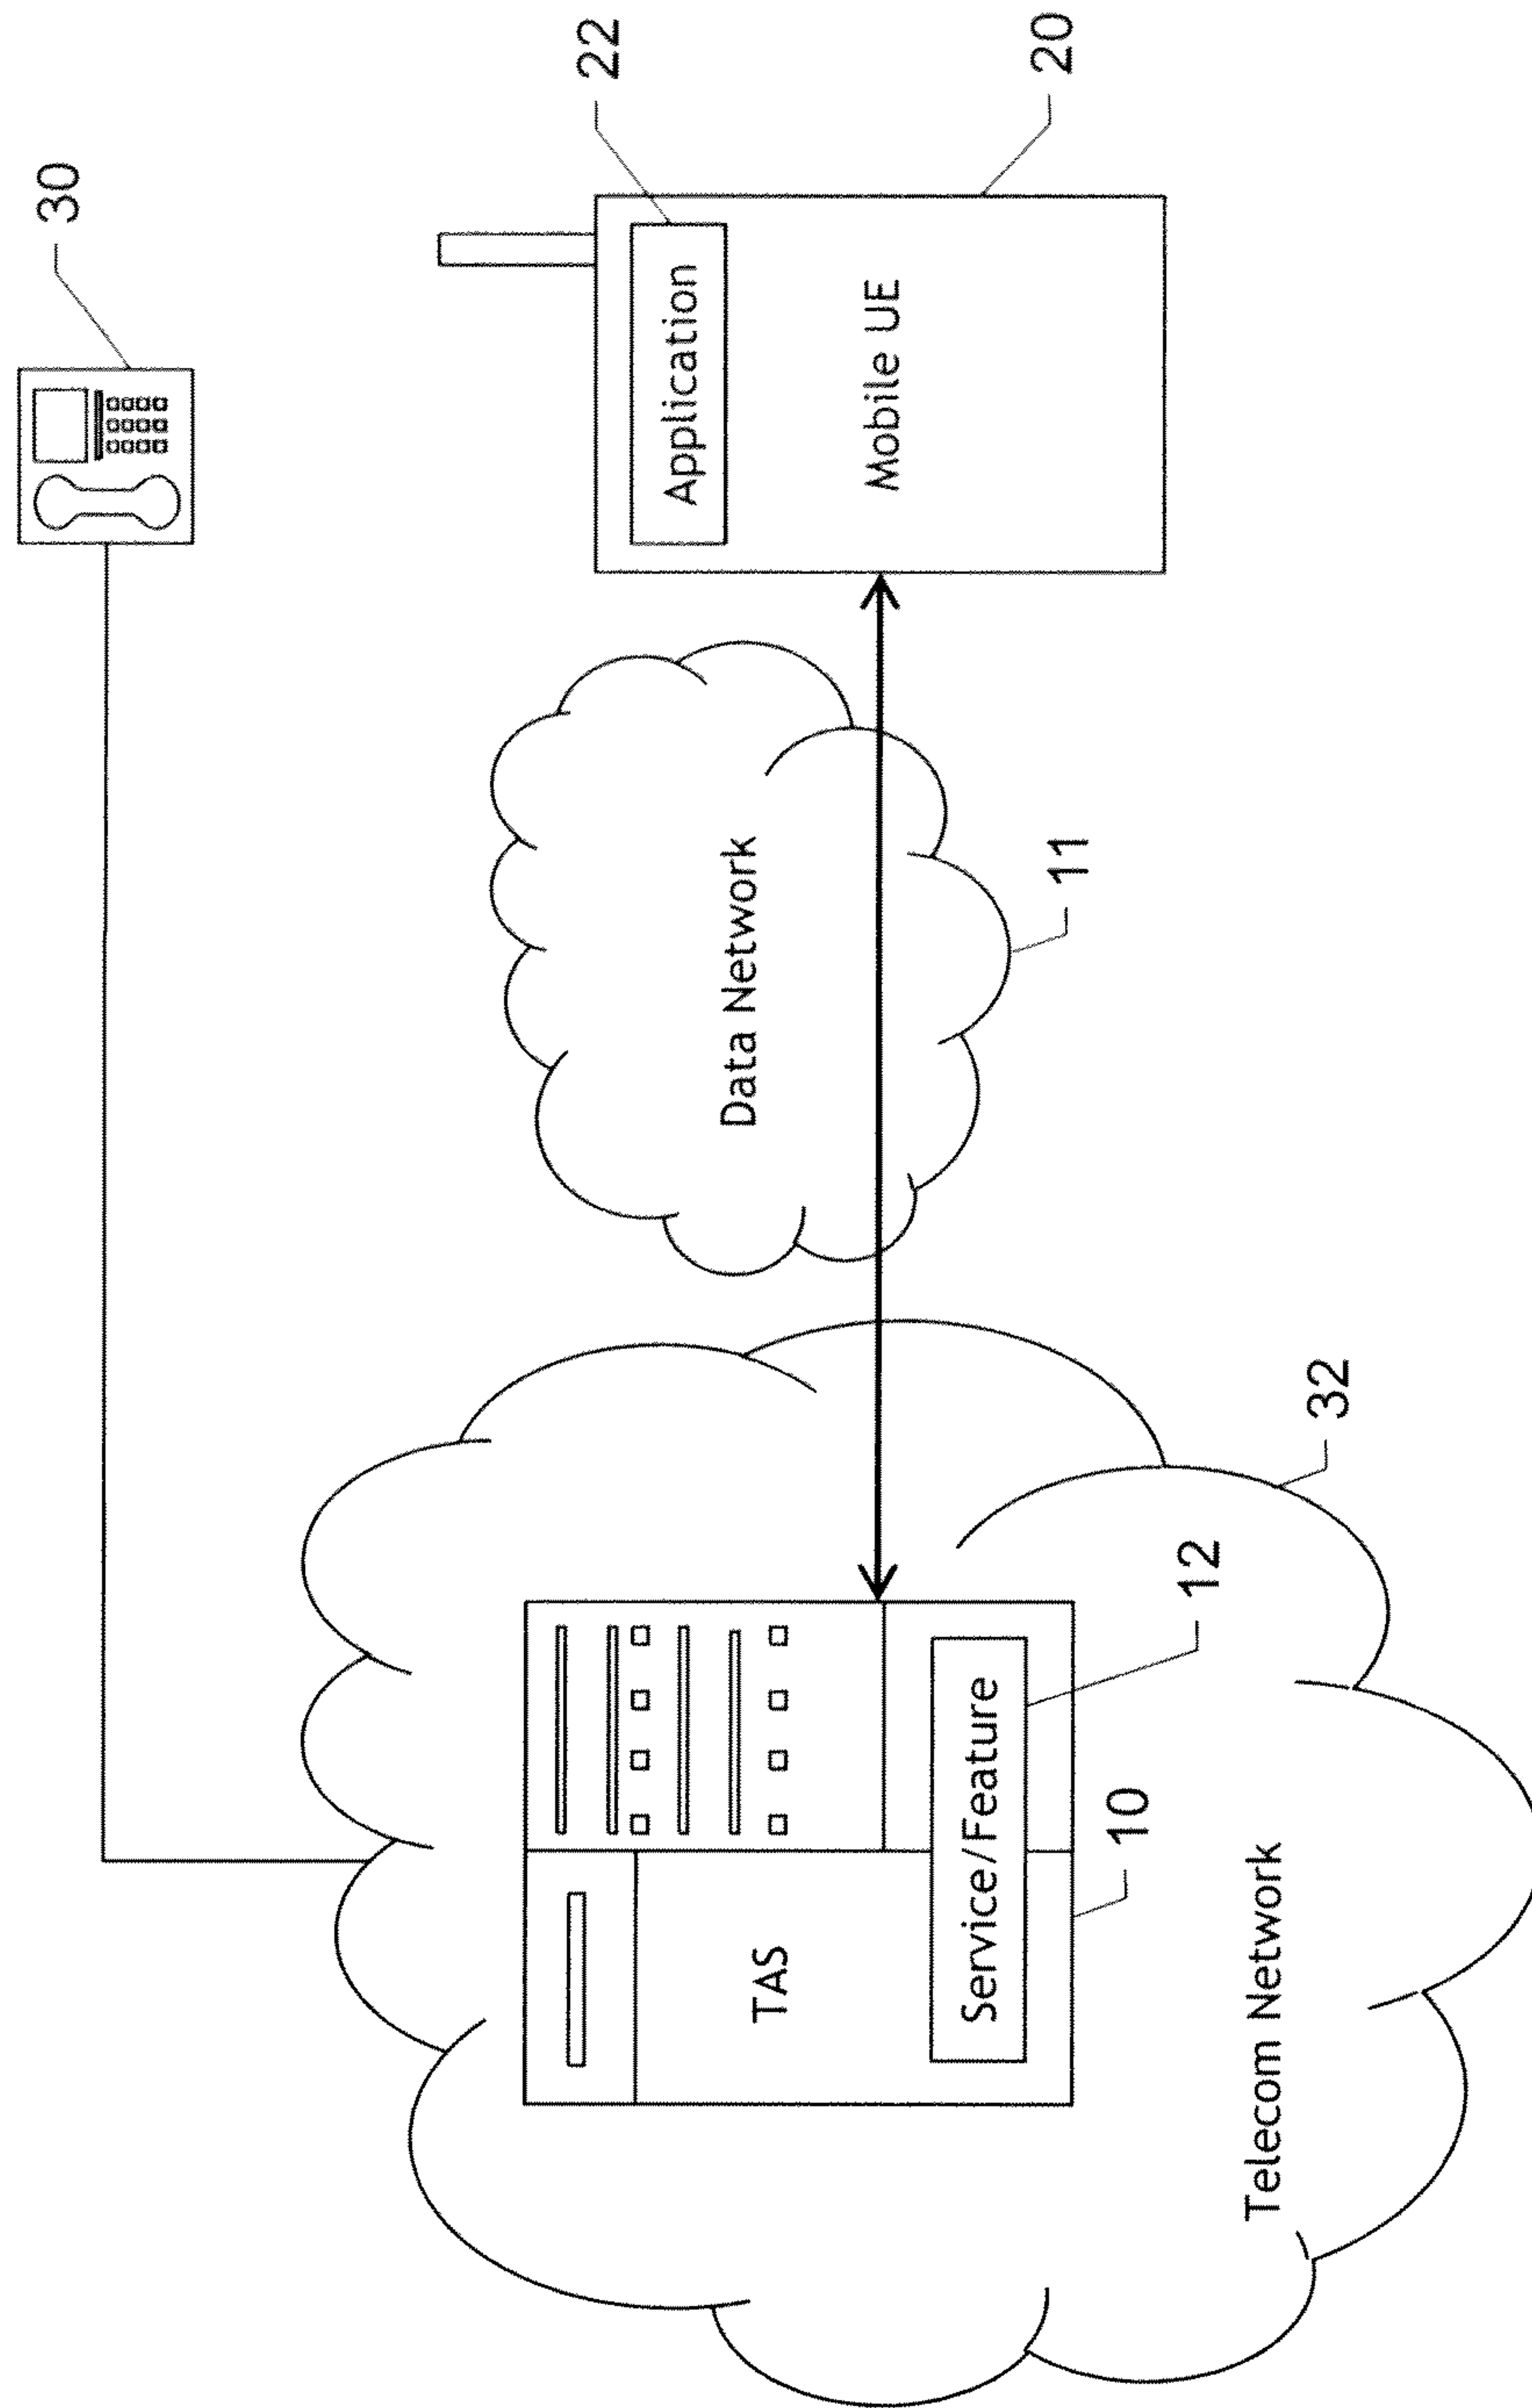 30
22
Application
Mobile UE
20
Data Network
11
32
TAS
Service/Feature
12
10
Telecom Network